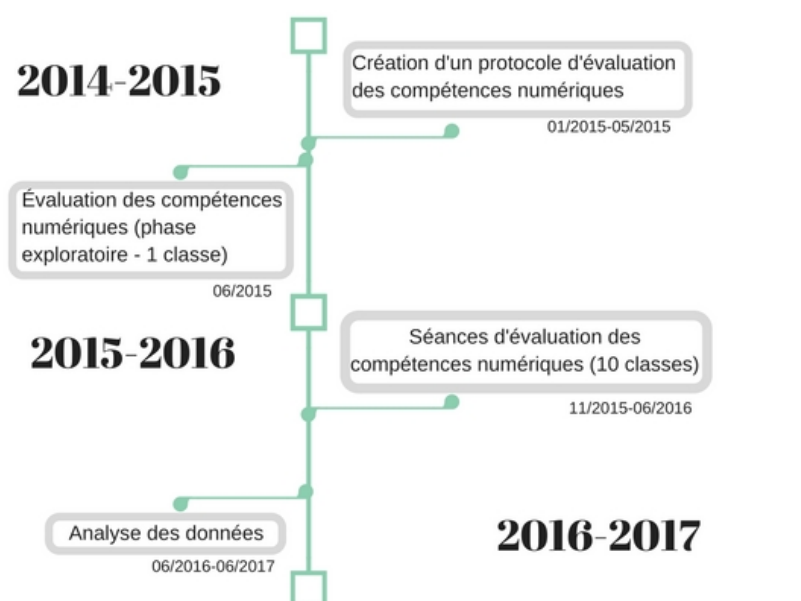 2014-2015
Création d'un protocole d'évaluation
des compétences numériques
01/2015-05/2015
Évaluation des compétences
numériques (phase
exploratoire - 1 classe)
06/2015
2015-2016
Séances d'évaluation des
compétences numériques (10 classes)
11/2015-06/2016
Analyse des données
06/2016-06/2017
2016-2017